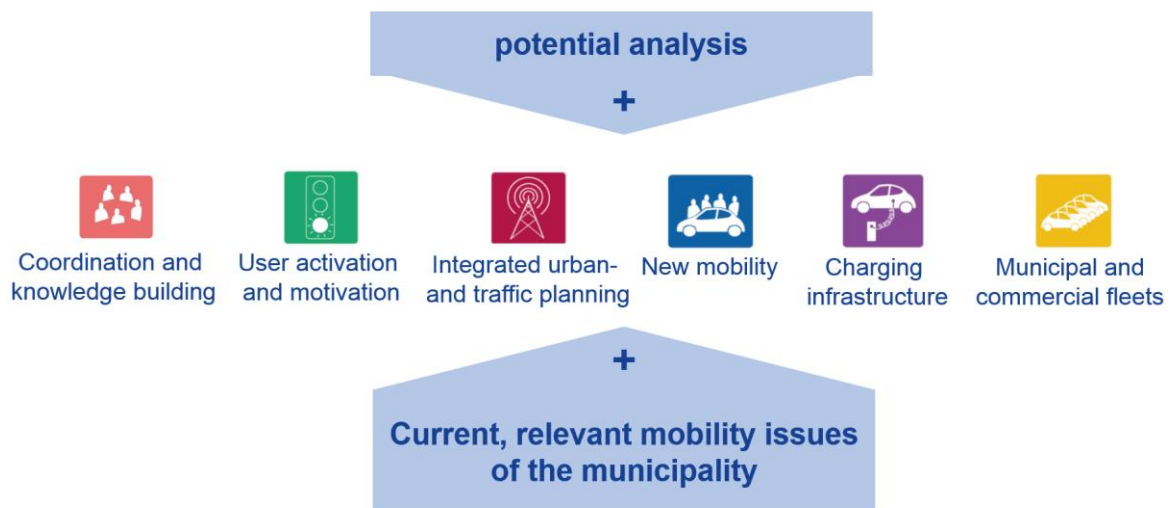 potential analysis
+
Coordination and
knowledge building
User activation
and motivation
Integrated urban-
and traffic planning
New mobility
Charging
infrastructure
Municipal and
commercial fleets
+
Current, relevant mobility issues
of the municipality